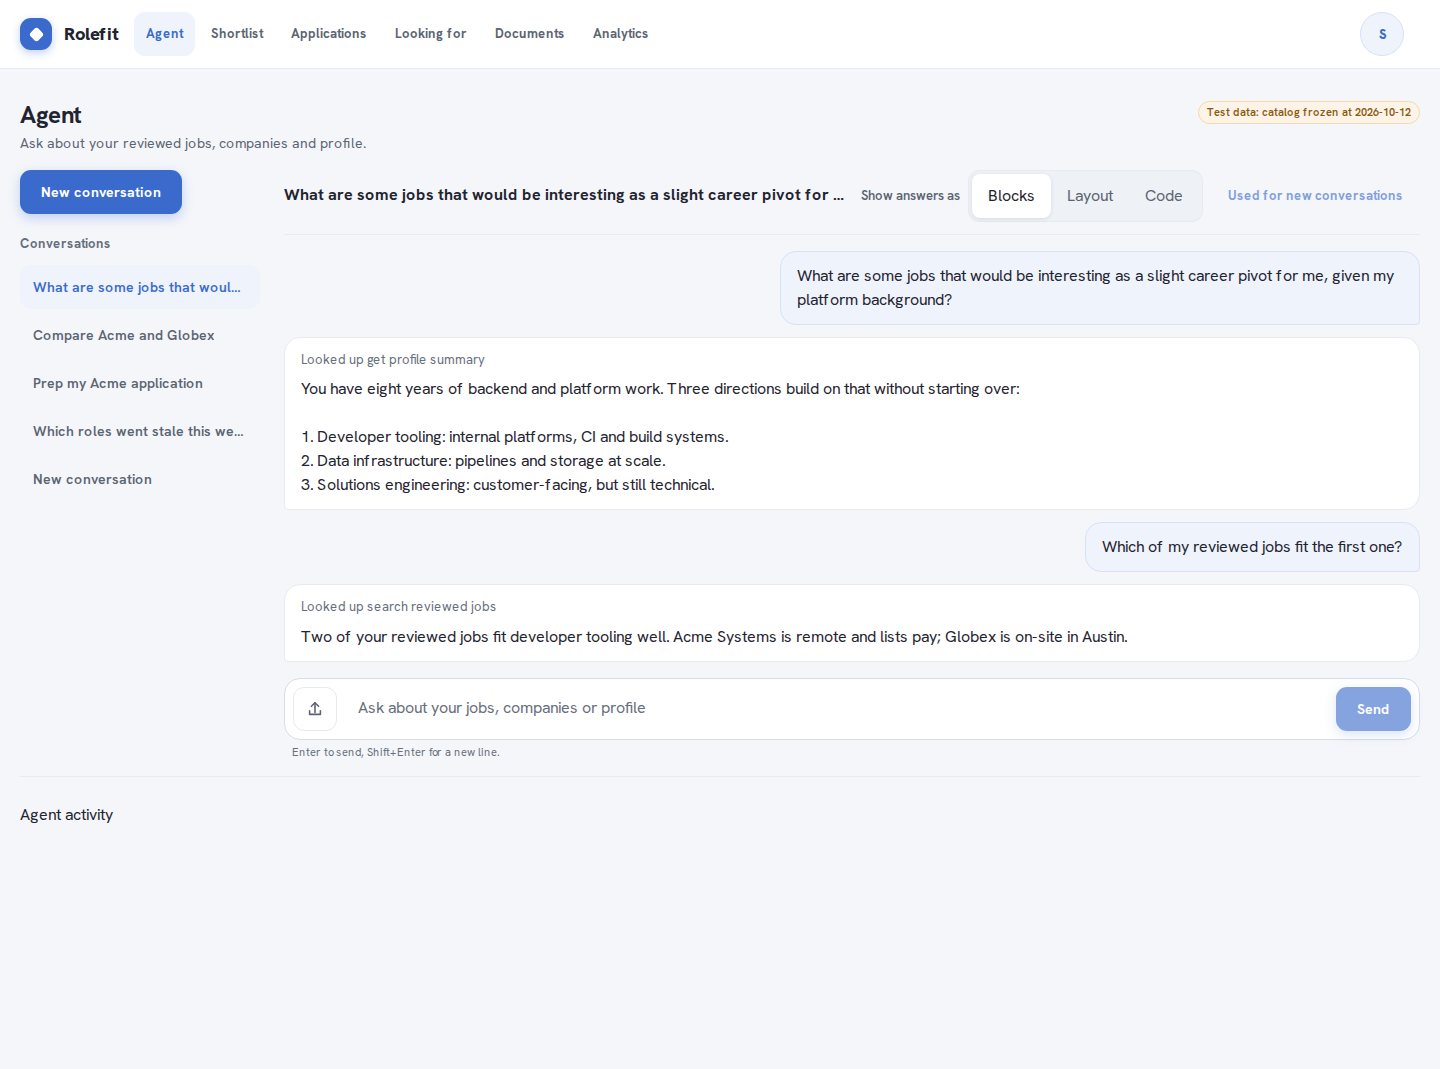 Rolefit
Agent
Shortlist
Applications
Looking for
Documents
Analytics
S
Agent
Ask about your reviewed jobs, companies and profile.
Test data: catalog frozen at 2026-10-12
New conversation
Conversations
What are some jobs that woul...
Compare Acme and Globex
Prep my Acme application
Which roles went stale this we...
New conversation
What are some jobs that would be interesting as a slight career pivot for ...
Show answers as
Blocks
Layout
Code
Used for new conversations
What are some jobs that would be interesting as a slight career pivot for me, given my
platform background?
Looked up get profile summary
You have eight years of backend and platform work. Three directions build on that without starting over:
1. Developer tooling: internal platforms, CI and build systems.
2. Data infrastructure: pipelines and storage at scale.
3. Solutions engineering: customer-facing, but still technical.
Which of my reviewed jobs fit the first one?
Looked up search reviewed jobs
Two of your reviewed jobs fit developer tooling well. Acme Systems is remote and lists pay; Globex is on-site in Austin.
Ask about your jobs, companies or profile
Send
Enter to send, Shift+Enter for a new line.
Agent activity